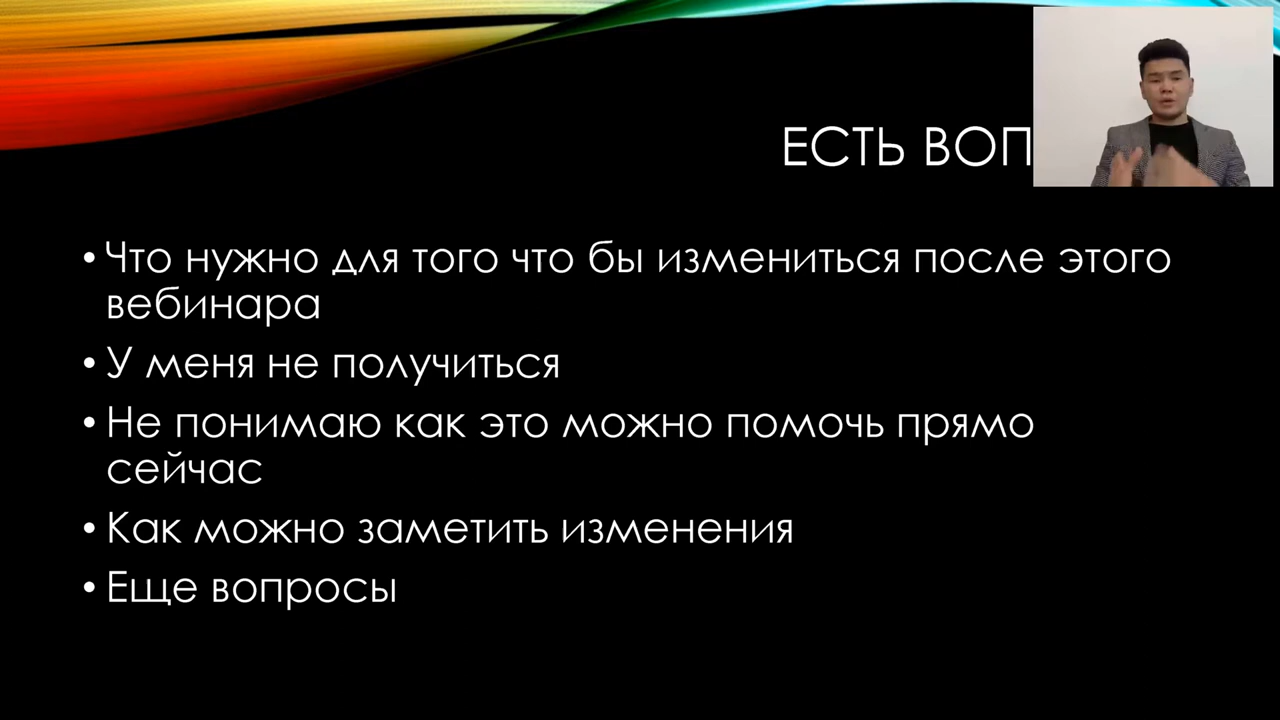 ЕСТЬ
• Что нужно для того что бы измениться после этого
вебинара
• У меня не получиться
• Не понимаю как это можно помочь прямо
сейчас
• Как можно заметить изменения
• Еще вопросы